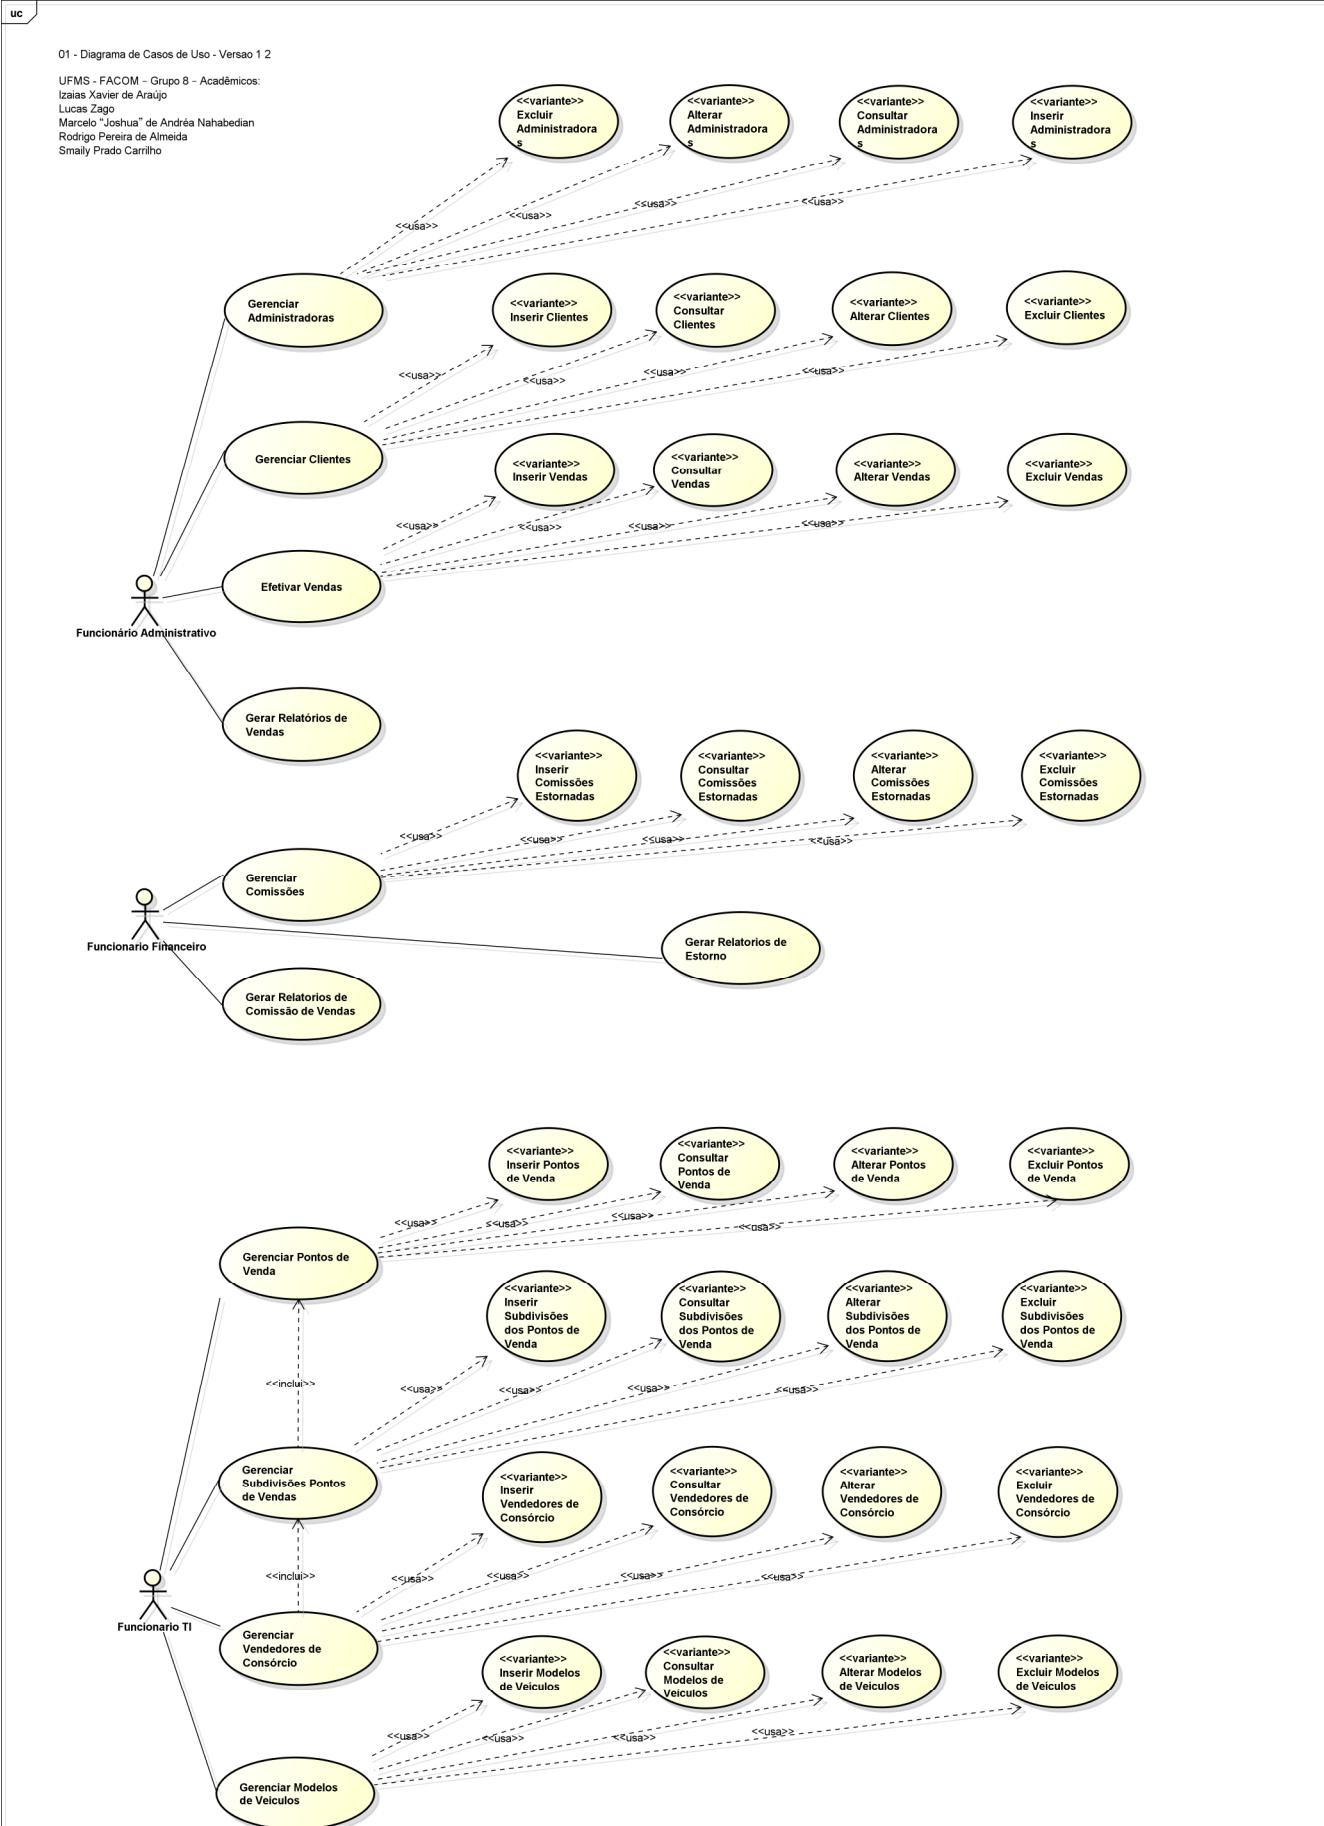 uc
01 - Diagrama de Casos de Uso - Versao 1 2
UFMS - FACOM - Grupo 8 - Acadêmicos:
Izaias Xavier de Araújo
Lucas Zago
Marcelo "Joshua" de Andréa Nahabedian
Rodrigo Pereira de Almeida
Smaily Prado Carrilho
<<variante>>
Excluir
Administradora
s
<<variante>>
Alterar
Administradora
s
<<variante>>
Consultar
Administradora
s
<<variante>>
Inserir
Administradora
s
<<usa>>
<<usa>>
<<usa>>
<<usa>>
Gerenciar
Administradoras
<<variante>>
Inserir Clientes
<<variante>>
Consultar
Clientes
<<variante>>
Alterar Clientes
<<variante>>
Excluir Clientes
<<usa>>
<<usa>>
<<usa>>
<<usa>>
Gerenciar Clientes
<<variante>>
Inserir Vendas
<<variante>>
Consultar
Vendas
<<variante>>
Alterar Vendas
<<variante>>
Excluir Vendas
<<usa>>
<<usa>>
<<usa>>
<<usa>>
Efetivar Vendas
Funcionário Administrativo
Gerar Relatórios de
Vendas
<<variante>>
Inserir
Comissões
Estornadas
<<variante>>
Consultar
Comissões
Estornadas
<<variante>>
Alterar
Comissões
Estornadas
<<variante>>
Excluir
Comissões
Estornadas
<<usa>>
<<usa>>
<<usa>>
<<usa>>
Gerenciar
Comissões
Funcionario Financeiro
Gerar Relatorios de
Estorno
Gerar Relatorios de
Comissão de Vendas
<<variante>>
Inserir Pontos
de Venda
<<variante>>
Consultar
Pontos de
Venda
<<variante>>
Alterar Pontos
de Venda
<<variante>>
Excluir Pontos
de Venda
<<usa>>
<<usa>>
<<usa>>
<<usa>>
Gerenciar Pontos de
Venda
<<variante>>
Inserir
Subdivisões
dos Pontos de
Venda
<<variante>>
Consultar
Subdivisões
dos Pontos de
Venda
<<variante>>
Alterar
Subdivisões
dos Pontos de
Venda
<<variante>>
Excluir
Subdivisões
dos Pontos de
Venda
<<inclui>>
<<usa>>
<<usa>>
<<usa>>
<<usa>>
Gerenciar
Subdivisões Pontos
de Vendas
<<variante>>
Inserir
Vendedores de
Consórcio
<<variante>>
Consultar
Vendedores de
Consórcio
<<variante>>
Alterar
Vendedores de
Consórcio
<<variante>>
Excluir
Vendedores de
Consórcio
<<inclui>>
<<usa>>
<<usa>>
<<usa>>
<<usa>>
Funcionario TI
Gerenciar
Vendedores de
Consórcio
<<variante>>
Inserir Modelos
de Veiculos
<<variante>>
Consultar
Modelos de
Veiculos
<<variante>>
Alterar Modelos
de Veiculos
<<variante>>
Excluir Modelos
de Veiculos
<<usa>>
<<usa>>
<<usa>>
<<usa>>
Gerenciar Modelos
de Veiculos